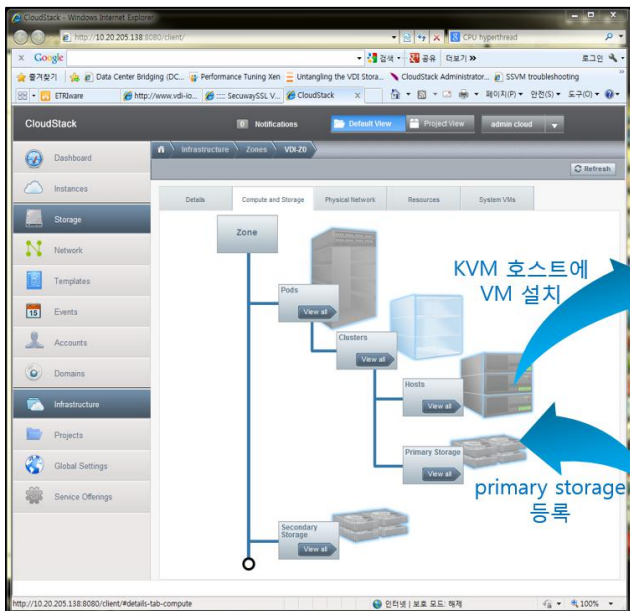 CloudStack - Windows Internet Explorer
http://10.20.205.138:8080/client/
CPU hyperthread
Google
검색
공유
더보기 »
로그인
즐겨찾기
Data Center Bridging (DC...
Performance Tuning Xen
Untangling the VDI Stora...
CloudStack Administrator...
SSVM troubleshooting
ETRIware
http://www.vdi-io...
::::: SecuwaySSL V...
CloudStack
페이지(P)
안전(S)
도구(O)
CloudStack
0 Notifications
Default View
Project View
admin cloud
Infrastructure
Zones
VDI-Z0
Refresh
Dashboard
Instances
Storage
Network
Templates
15 Events
Accounts
Domains
Infrastructure
Projects
Global Settings
Service Offerings
Details
Compute and Storage
Physical Network
Resources
System VMs
Zone
Pods
View all
Clusters
View all
Hosts
View all
Primary Storage
View all
Secondary
Storage
View all
KVM 호스트에
VM 설치
primary storage
등록
http://10.20.205.138:8080/client/#details-tab-compute
인터넷 | 보호 모드: 해제
100%